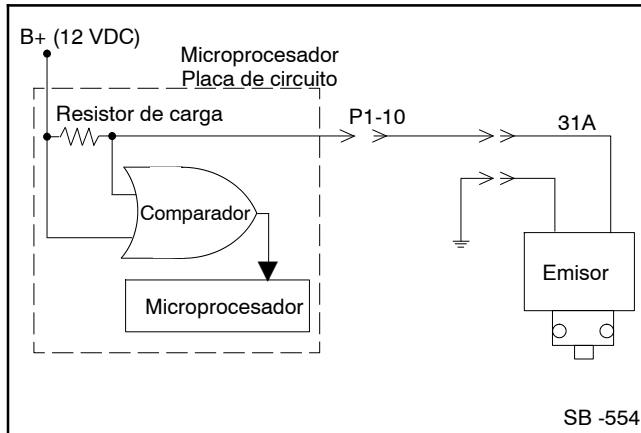 B+ (12 VDC)
Microprocesador
Placa de circuito
Resistor de carga
P1-10
31A
Comparador
Emisor
Microprocesador
SB -554